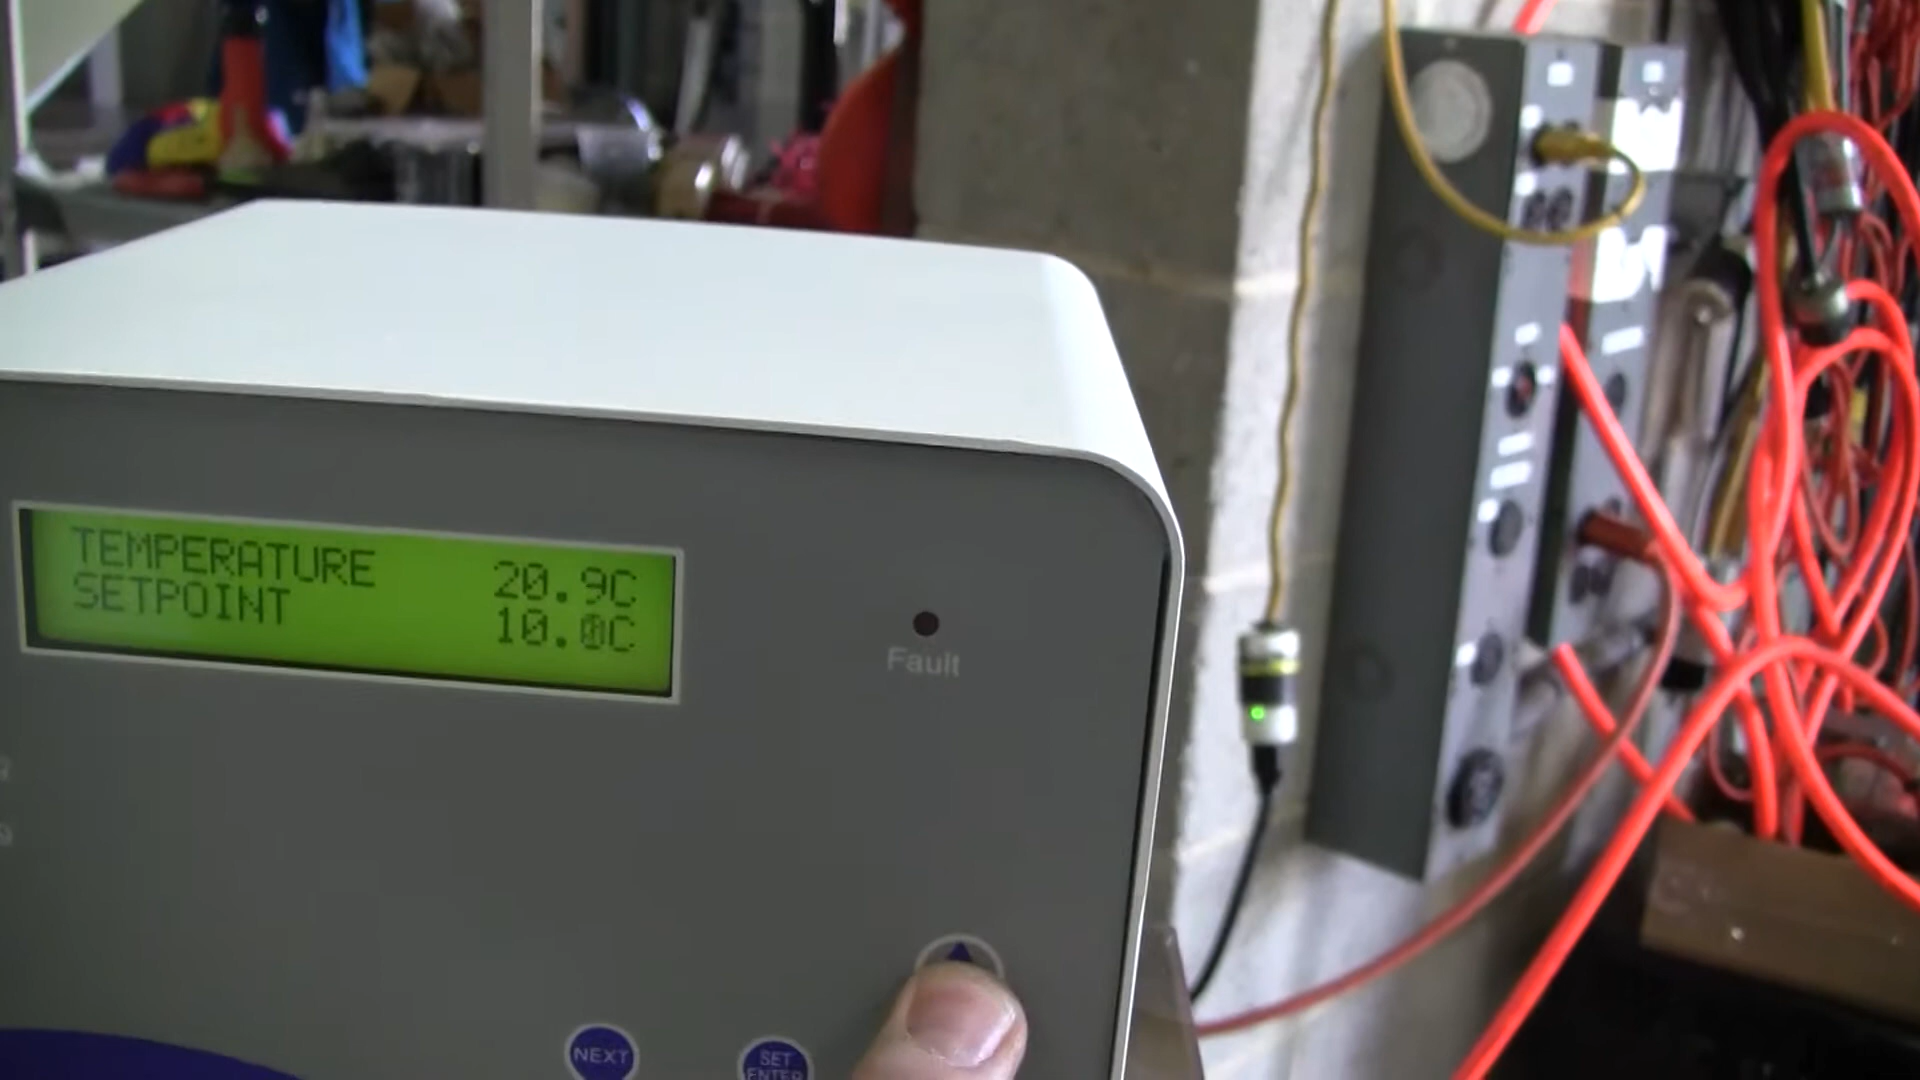 TEMPERATURE 20.9C
SETPOINT 10.0C
Fault
NEXT
SET
ENTER